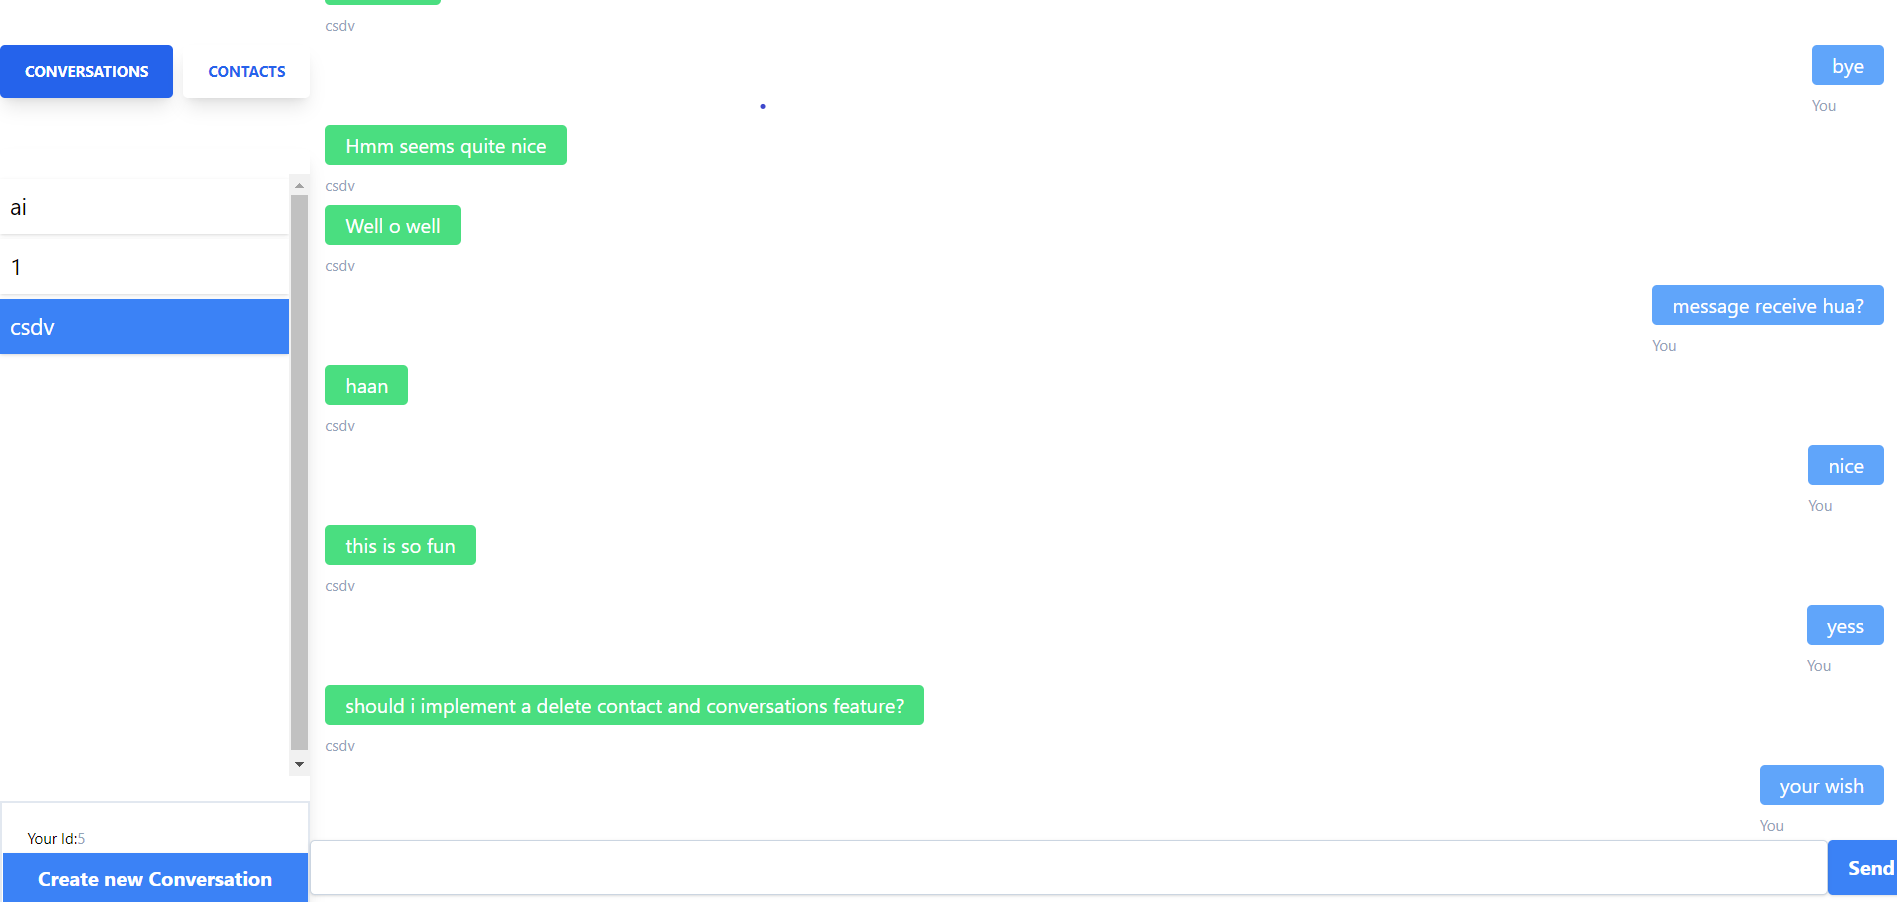 CONVERSATIONS CONTACTS
ai
1
csdv
Your Id:5
Create new Conversation
csdv
bye
You
Hmm seems quite nice
csdv
Well o well
csdv
message receive hua?
You
haan
csdv
nice
You
this is so fun
csdv
yess
You
should i implement a delete contact and conversations feature?
csdv
your wish
You
Send